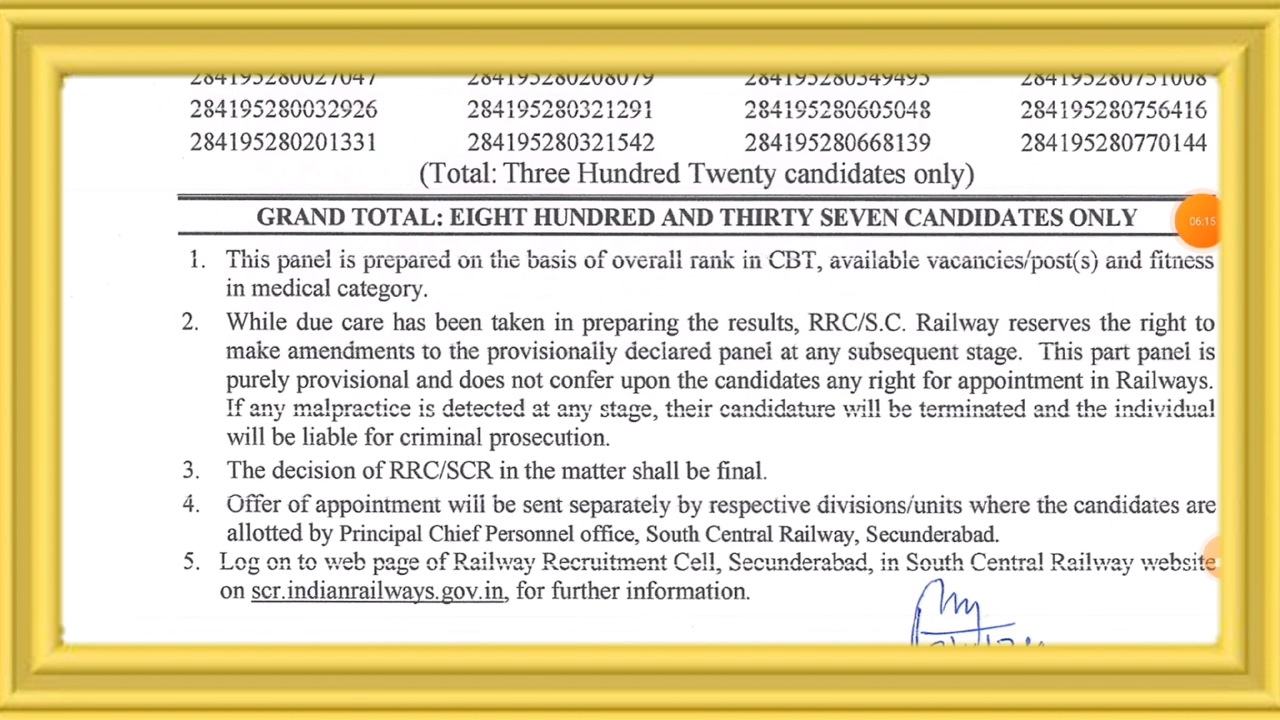 284195280027047 284195280208079 284195280349495 284195280751008
284195280032926 284195280321291 284195280605048 284195280756416
284195280201331 284195280321542 284195280668139 284195280770144
(Total: Three Hundred Twenty candidates only)
GRAND TOTAL: EIGHT HUNDRED AND THIRTY SEVEN CANDIDATES ONLY
06:15
1. This panel is prepared on the basis of overall rank in CBT, available vacancies/post(s) and fitness
in medical category.
2. While due care has been taken in preparing the results, RRC/S.C. Railway reserves the right to
make amendments to the provisionally declared panel at any subsequent stage. This part panel is
purely provisional and does not confer upon the candidates any right for appointment in Railways.
If any malpractice is detected at any stage, their candidature will be terminated and the individual
will be liable for criminal prosecution.
3. The decision of RRC/SCR in the matter shall be final.
4. Offer of appointment will be sent separately by respective divisions/units where the candidates are
allotted by Principal Chief Personnel office, South Central Railway, Secunderabad.
5. Log on to web page of Railway Recruitment Cell, Secunderabad, in South Central Railway website
on scr.indianrailways.gov.in, for further information.